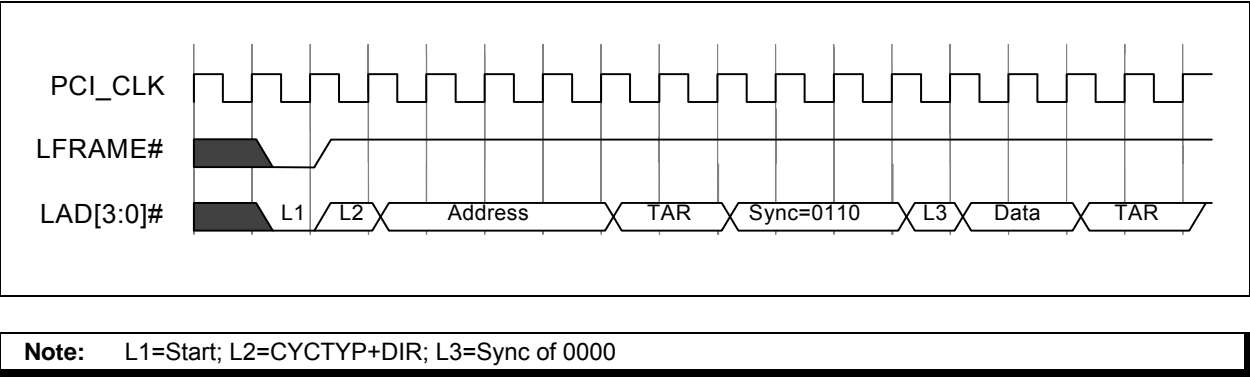 PCI_CLK
LFRAME#
LAD[3:0]# L1 L2 Address TAR Sync=0110 L3 Data TAR
Note: L1=Start; L2=CYCTYP+DIR; L3=Sync of 0000